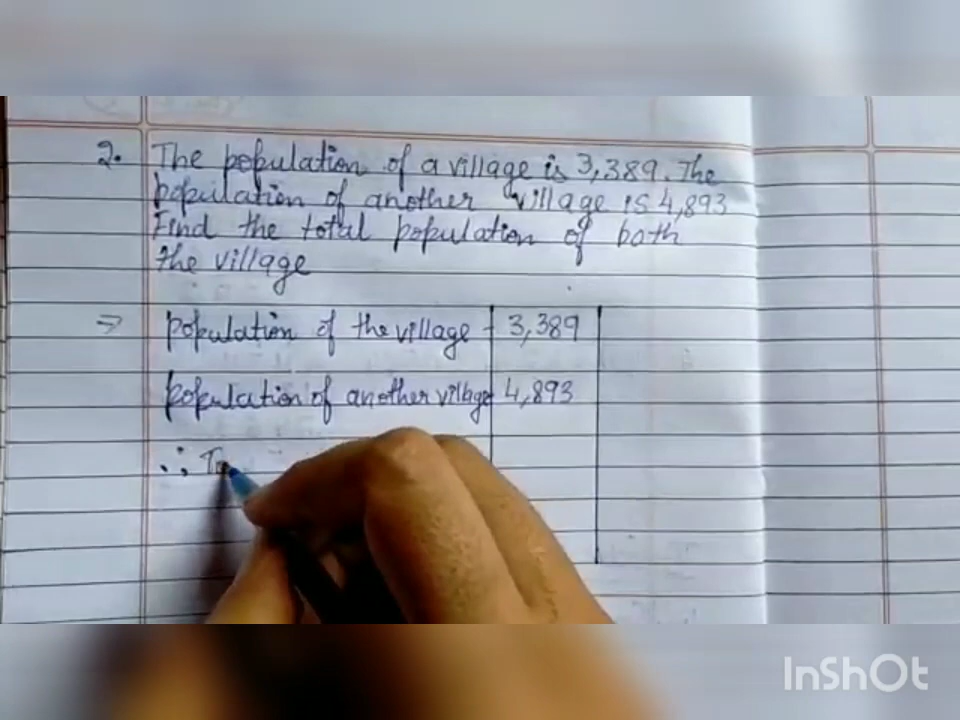 2. The population of a village is 3,389. The
population of another village is 4,893
Find the total population of both
the village
⇒ population of the village - 3,389
population of another village 4,893
∴ To
InShOt